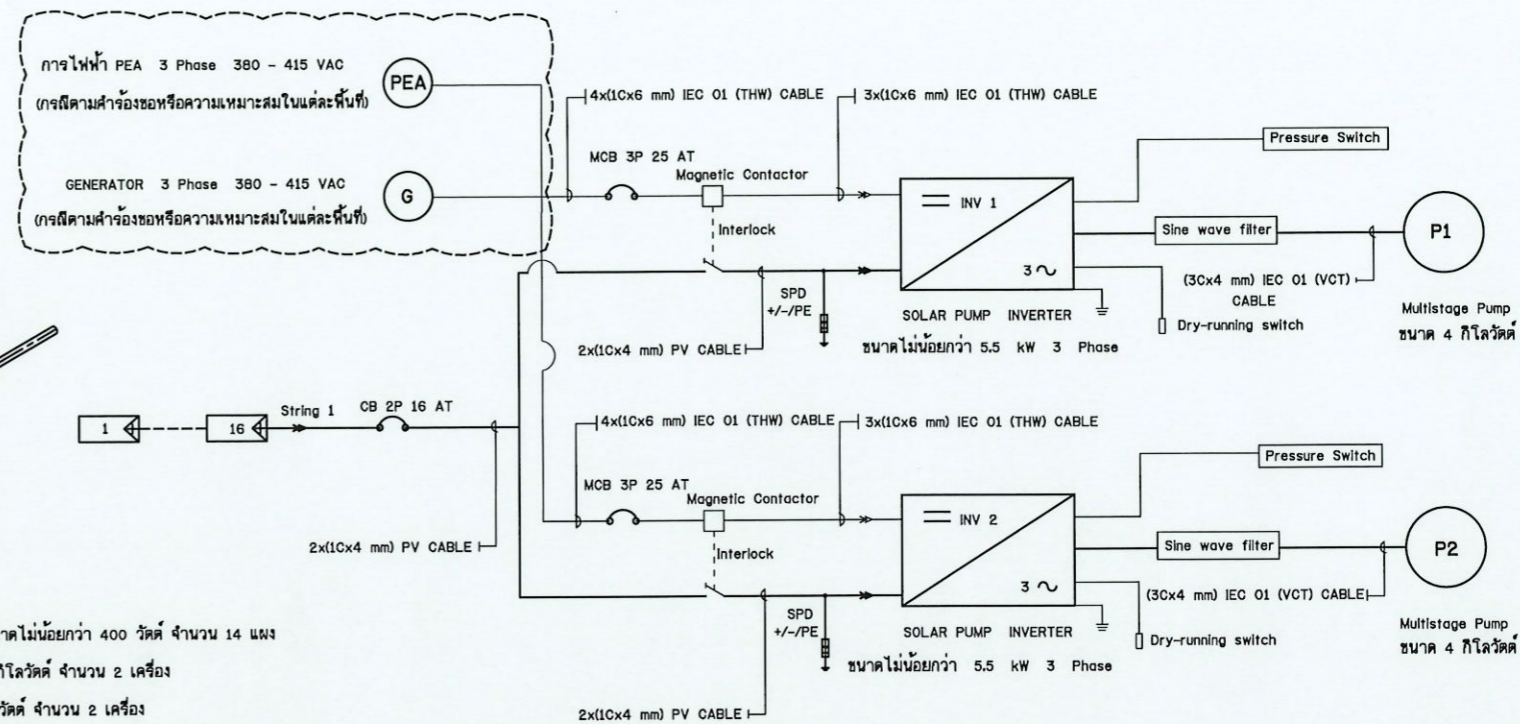 การไฟฟ้า PEA 3 Phase 380 - 415 VAC
(กรณีตามคำร้องขอหรือความเหมาะสมในแต่ละพื้นที่)
PEA
GENERATOR 3 Phase 380 - 415 VAC
(กรณีตามคำร้องขอหรือความเหมาะสมในแต่ละพื้นที่)
G
4x(1Cx6 mm) IEC 01 (THW) CABLE
3x(1Cx6 mm) IEC 01 (THW) CABLE
MCB 3P 25 AT
Magnetic Contactor
Interlock
SPD
+/-/PE
2x(1Cx4 mm) PV CABLE
INV 1
3
SOLAR PUMP INVERTER
ขนาดไม่น้อยกว่า 5.5 kW 3 Phase
Pressure Switch
Sine wave filter
Dry-running switch
(3Cx4 mm) IEC 01 (VCT)
CABLE
P1
Multistage Pump
ขนาด 4 กิโลวัตต์
1
16
String 1
CB 2P 16 AT
2x(1Cx4 mm) PV CABLE
4x(1Cx6 mm) IEC 01 (THW) CABLE
3x(1Cx6 mm) IEC 01 (THW) CABLE
MCB 3P 25 AT
Magnetic Contactor
Interlock
SPD
+/-/PE
2x(1Cx4 mm) PV CABLE
INV 2
3
SOLAR PUMP INVERTER
ขนาดไม่น้อยกว่า 5.5 kW 3 Phase
Pressure Switch
Sine wave filter
Dry-running switch
(3Cx4 mm) IEC 01 (VCT) CABLE
P2
Multistage Pump
ขนาด 4 กิโลวัตต์
าดไม่น้อยกว่า 400 วัตต์ จำนวน 14 แผง
กิโลวัตต์ จำนวน 2 เครื่อง
วัตต์ จำนวน 2 เครื่อง